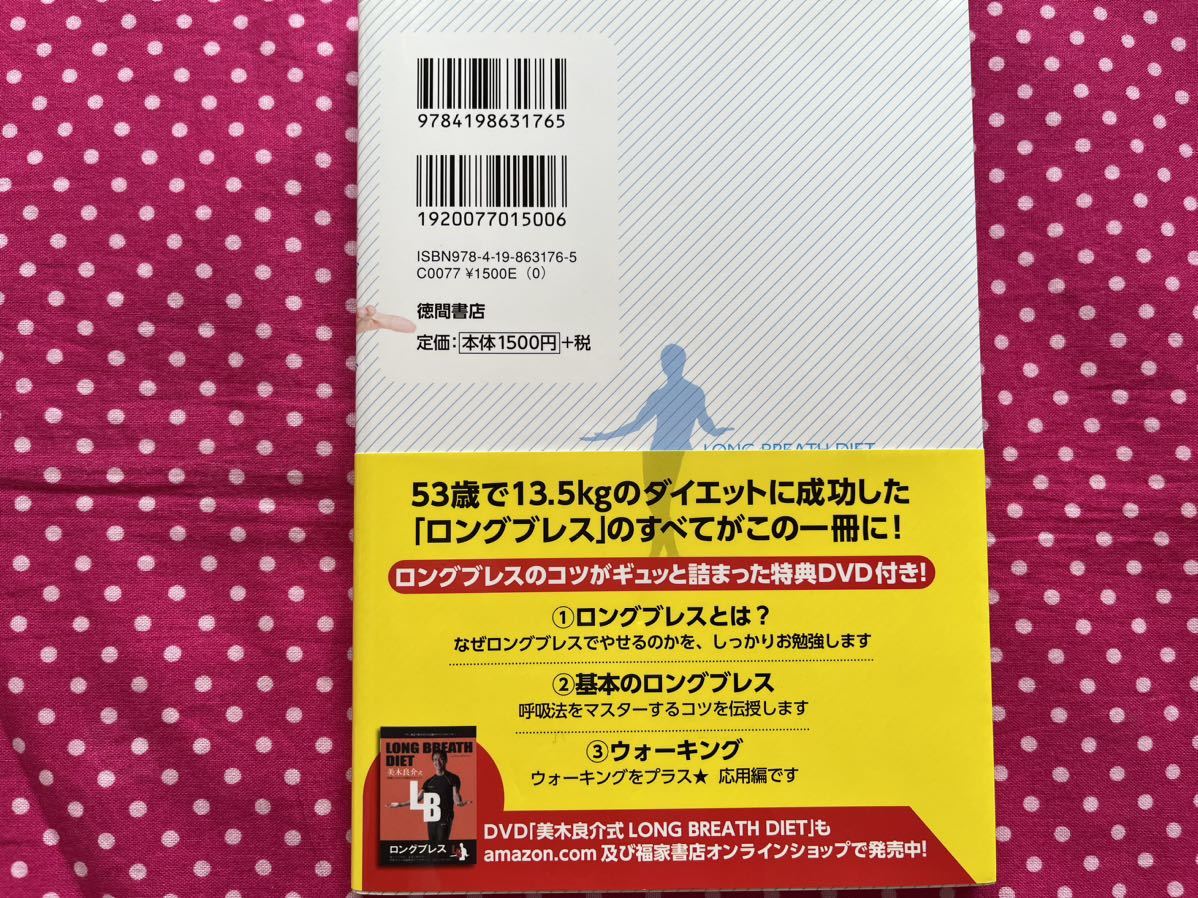 9784198631765
1920077015006
ISBN978-4-19-863176-5
C0077 ¥1500E (0)
徳間書店
定価：本体1500円+税
LONG BREATH DIET
53歳で13.5kgのダイエットに成功した
「ロングブレス」のすべてがこの一冊に！
ロングブレスのコツがギュッと詰まった特典DVD付き！
①ロングブレスとは？
なぜロングブレスでやせるのかを、しっかりお勉強します
②基本のロングブレス
呼吸法をマスターするコツを伝授します
③ウォーキング
ウォーキングをプラス★ 応用編です
LONG BREATH
DIET
美木良介式
LB
ロングブレス
DVD「美木良介式 LONG BREATH DIET」も
amazon.com 及び福家書店オンラインショップで発売中！